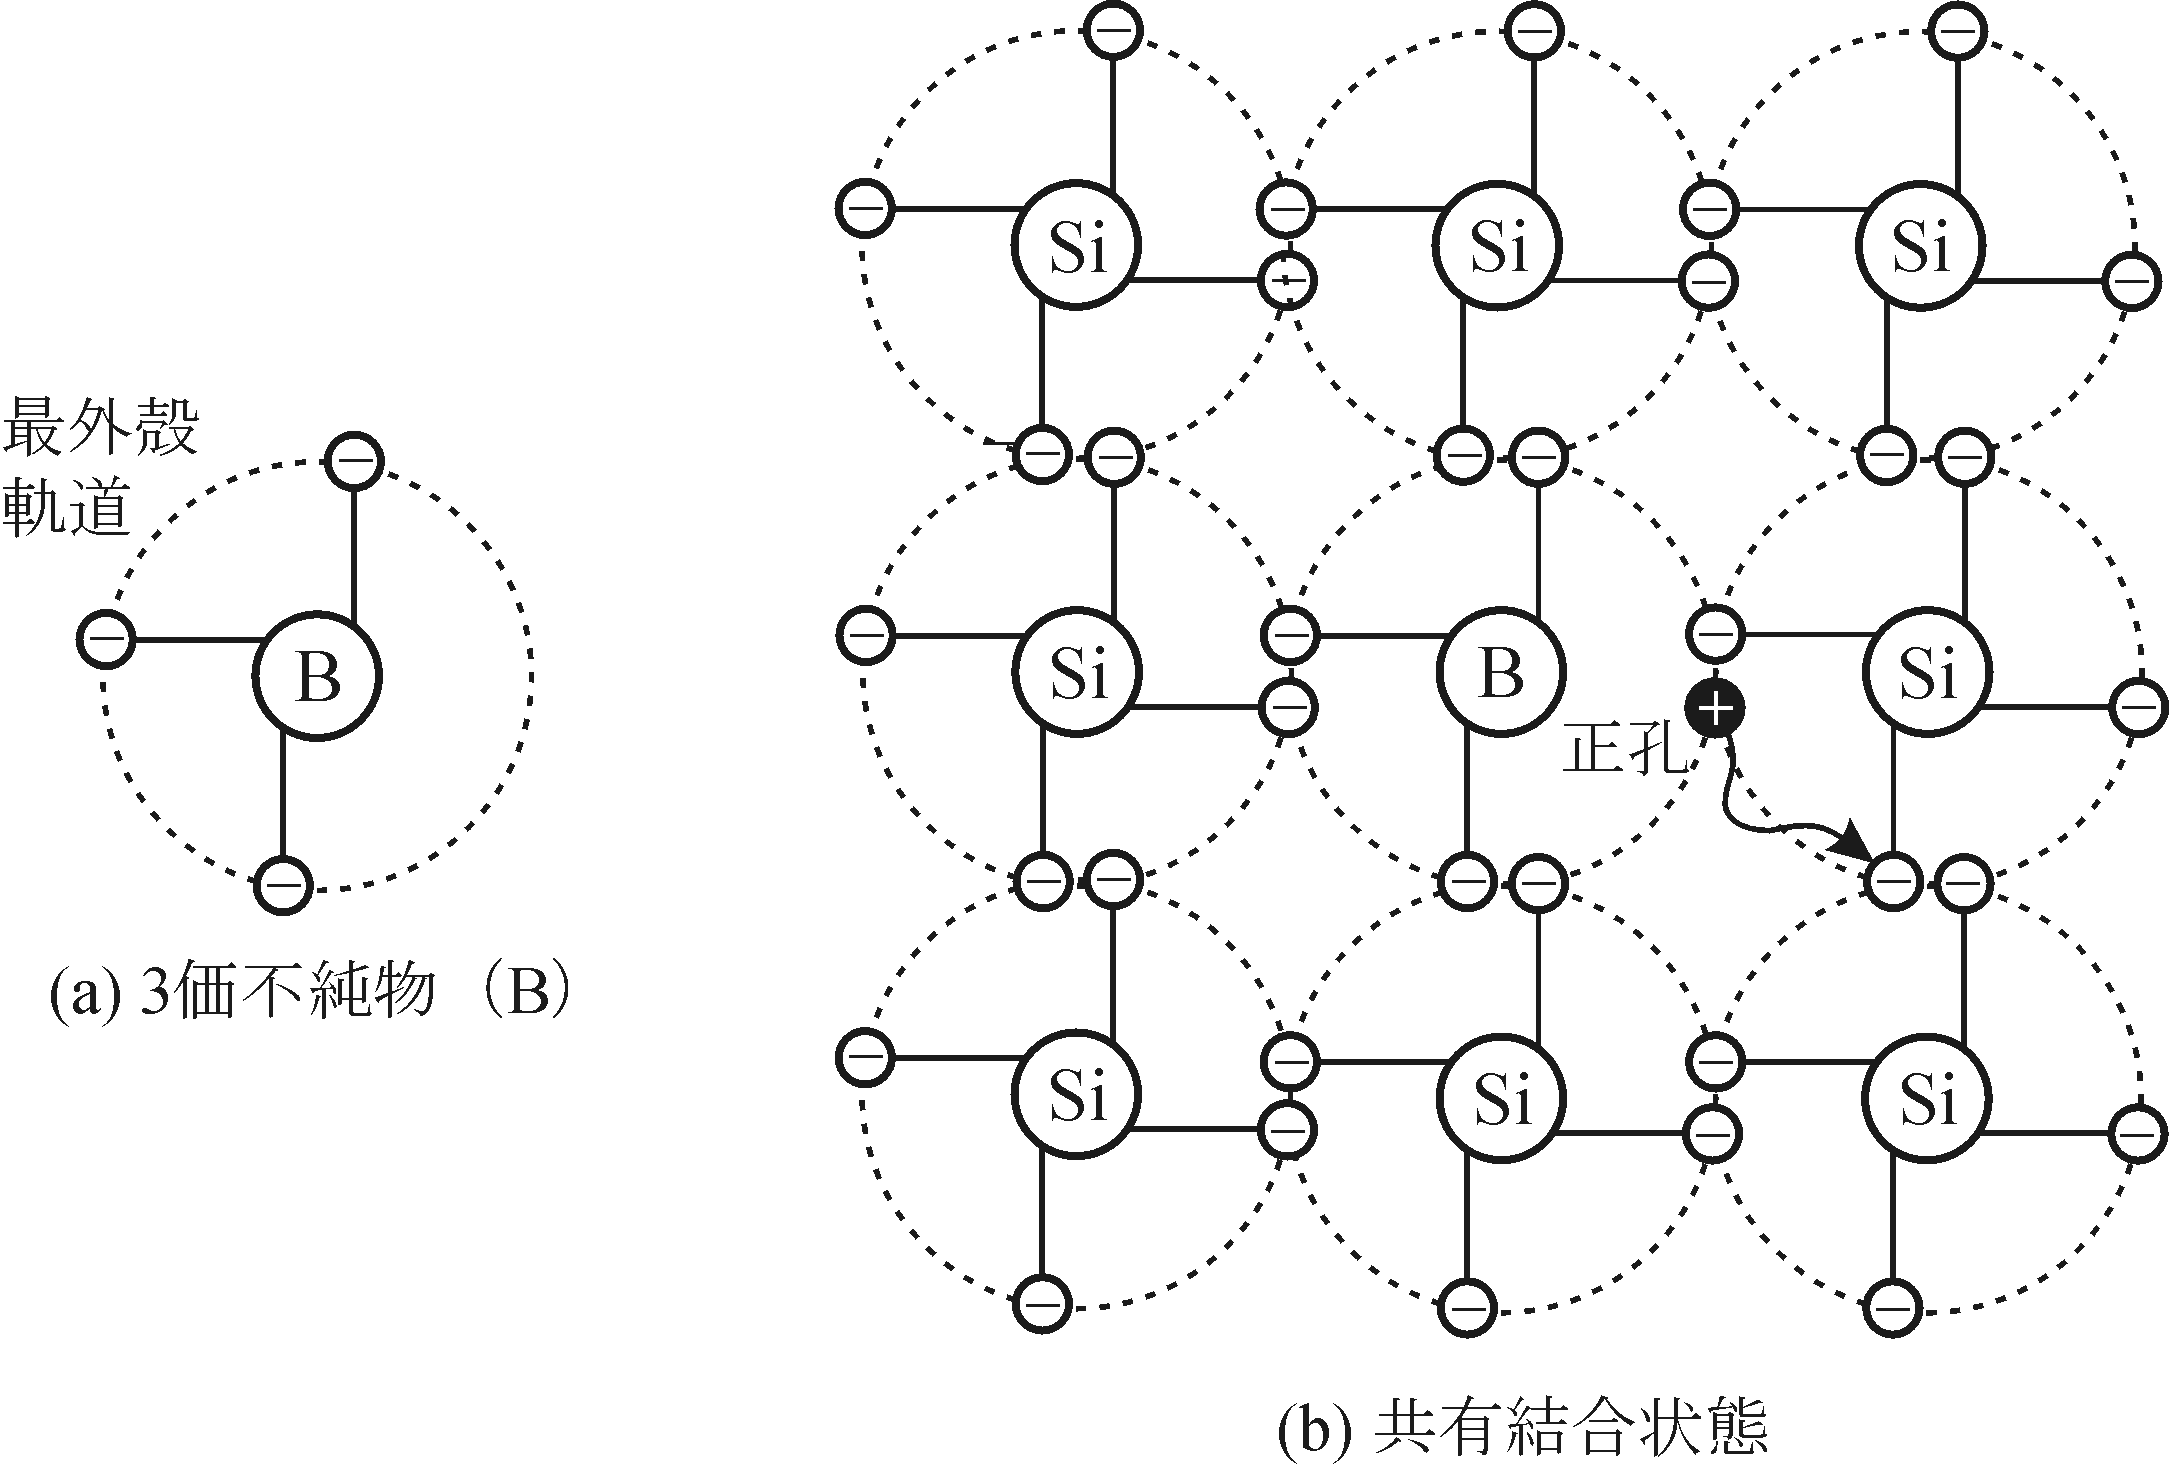 最外殻
軌道
B
(a) 3価不純物（B）
Si Si Si
Si B Si
正孔
Si Si Si
(b) 共有結合状態